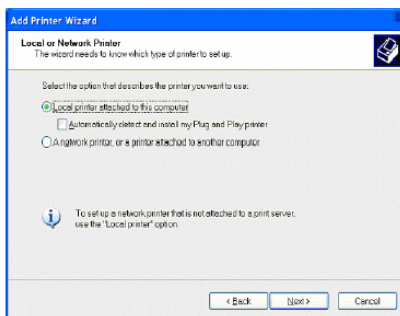 Add Printer Wizard
Local or Network Printer
The wizard needs to know which type of printer to set up.
Select the option that describes the printer you want to use:
Local printer attached to this computer
Automatically detect and install my Plug and Play printer
A network printer, or a printer attached to another computer
To set up a network printer that is not attached to a print server,
use the "Local printer" option.
< Back
Next >
Cancel